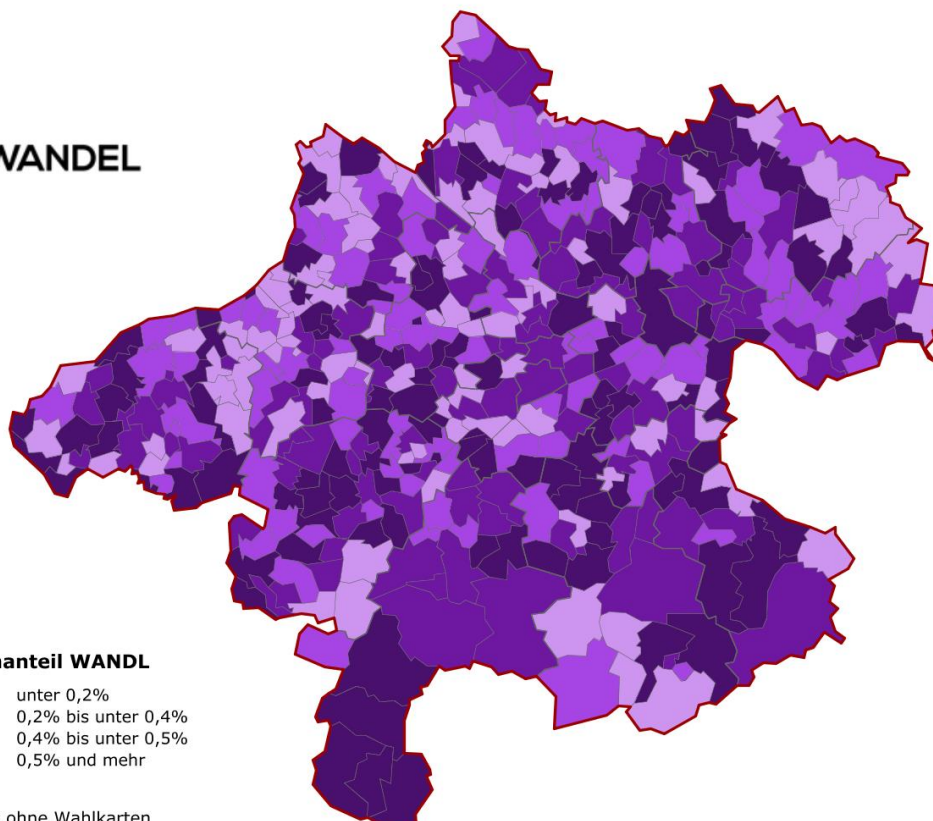 WANDEL
anteil WANDL
unter 0,2%
0,2% bis unter 0,4%
0,4% bis unter 0,5%
0,5% und mehr
ohne Wahlkarten